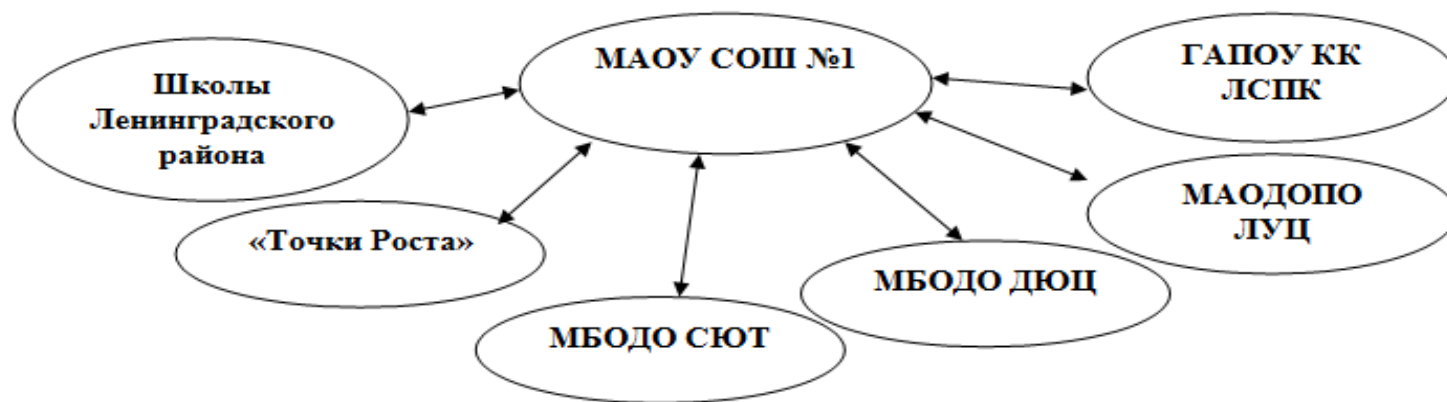 МАОУ СОШ №1
ГАПОУ КК
ЛСПК
Школы
Ленинградского
района
МАОДОПО
ЛУЦ
«Точки Роста»
МБОДО ДЮЦ
МБОДО СЮТ